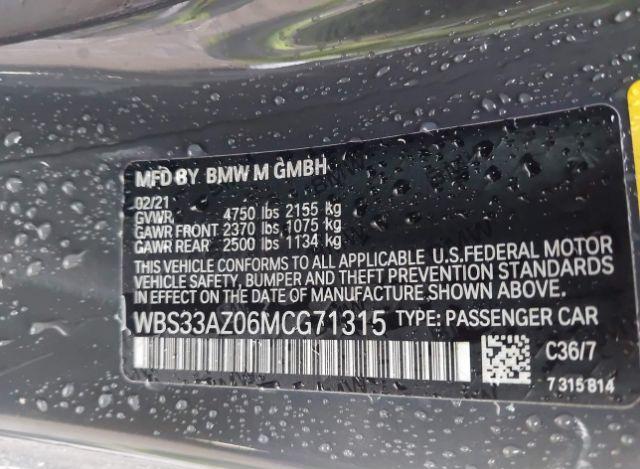 MFD BY BMW M GMBH
02/21
GVWR 4750 lbs 2155 kg
GAWR FRONT 2370 lbs 1075 kg
GAWR REAR 2500 lbs 1134 kg
THIS VEHICLE CONFORMS TO ALL APPLICABLE U.S.FEDERAL MOTOR
VEHICLE SAFETY, BUMPER AND THEFT PREVENTION STANDARDS
IN EFFECT ON THE DATE OF MANUFACTURE SHOWN ABOVE.
WBS33AZ06MCG71315 TYPE: PASSENGER CAR
C36/7
7 315 814